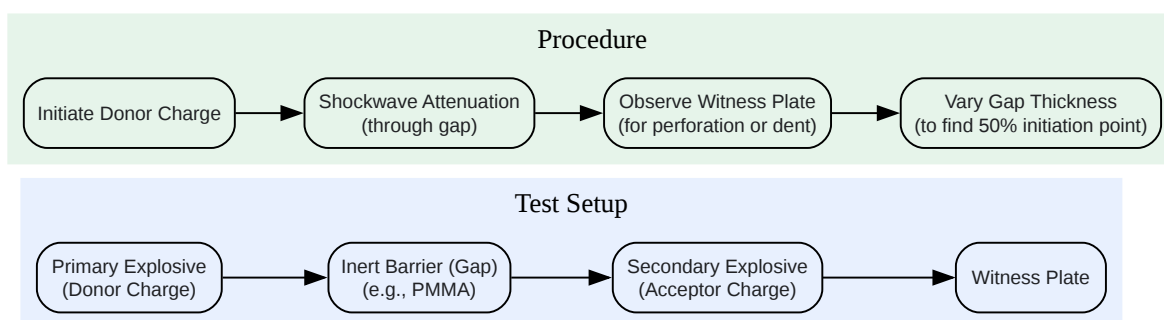 Procedure
Initiate Donor Charge
Shockwave Attenuation
(through gap)
Observe Witness Plate
(for perforation or dent)
Vary Gap Thickness
(to find 50% initiation point)
Test Setup
Primary Explosive
(Donor Charge)
Inert Barrier (Gap)
(e.g., PMMA)
Secondary Explosive
(Acceptor Charge)
Witness Plate